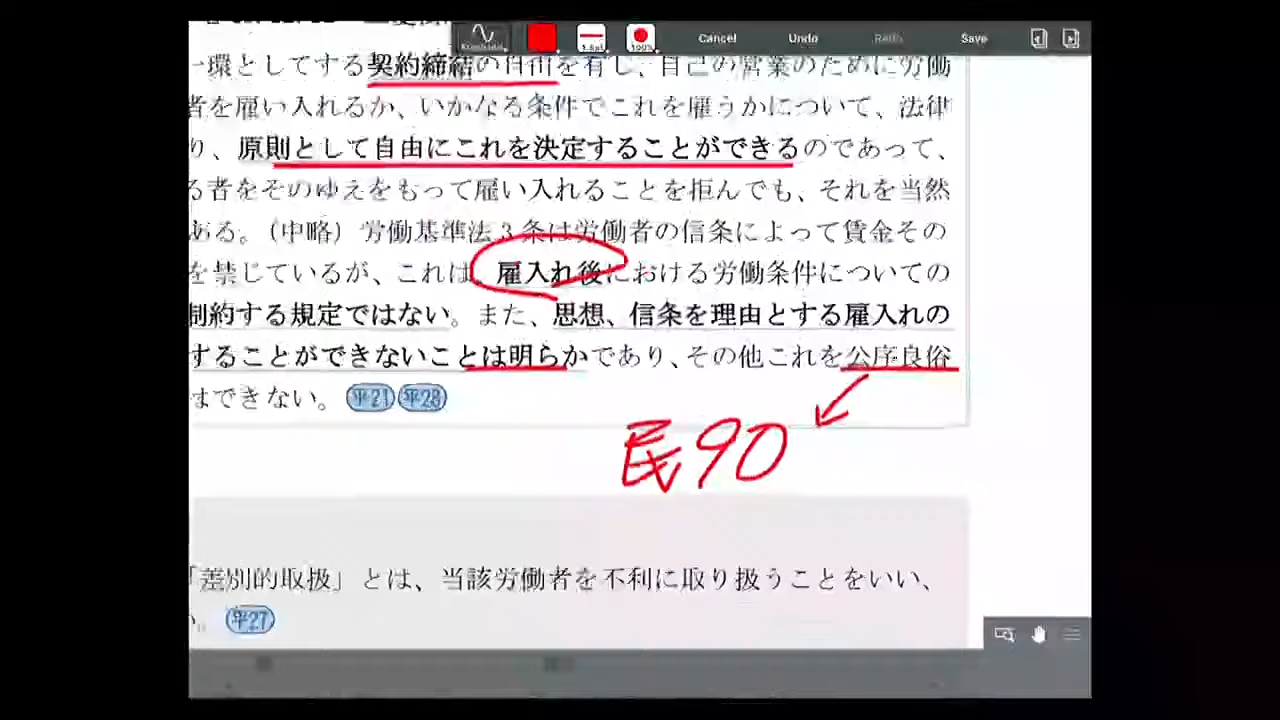 Cancel Undo Redo Save
1.5pt 100%
環としてする契約締結の自由を有し、自己の営業のために労働
者を雇い入れるか、いかなる条件でこれを雇うかについて、法律
り、原則として自由にこれを決定することができるのであって、
る者をそのゆえをもって雇い入れることを拒んでも、それを当然
ある。（中略）労働基準法3条は労働者の信条によって賃金その
を禁じているが、これは、雇入れ後における労働条件についての
制約する規定ではない。また、思想、信条を理由とする雇入れの
することができないことは明らかであり、その他これを公序良俗
はできない。 平21 平28
民90
「差別的取扱」とは、当該労働者を不利に取り扱うことをいい、
い。 平27